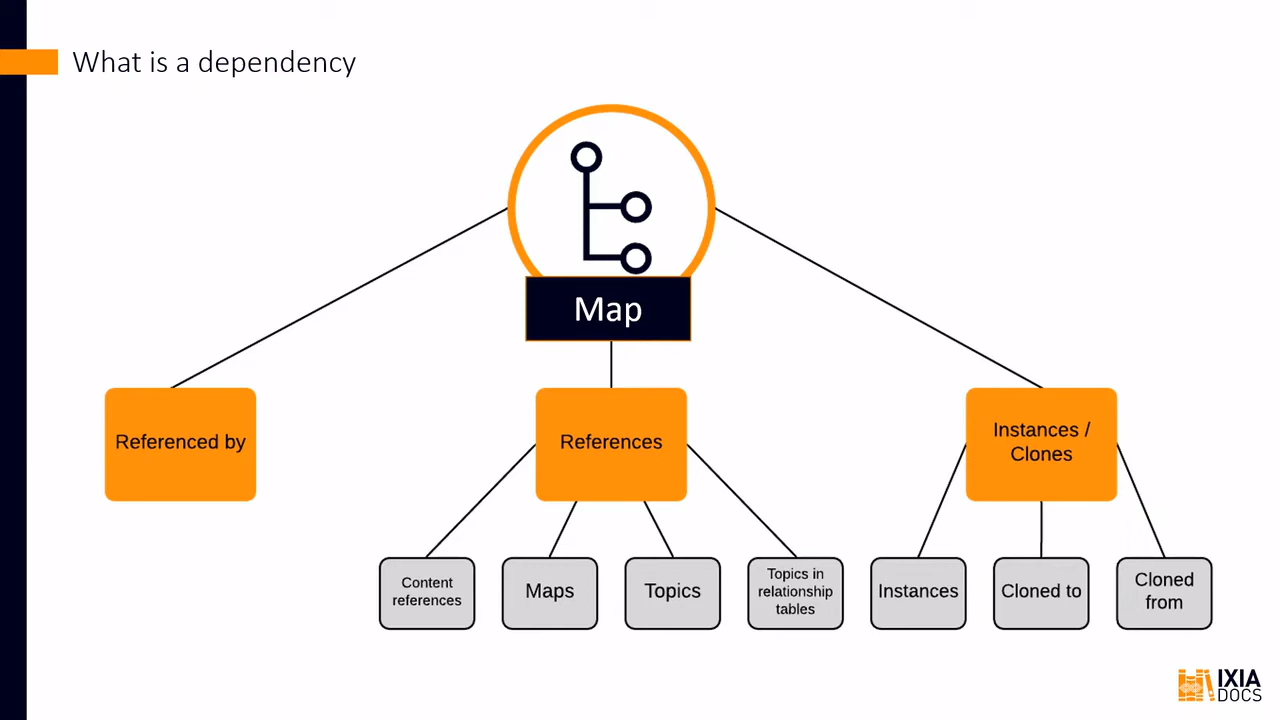 What is a dependency
Map
Referenced by
References
Instances /
Clones
Content
references
Maps
Topics
Topics in
relationship
tables
Instances
Cloned to
Cloned
from
IXIA
DOCS